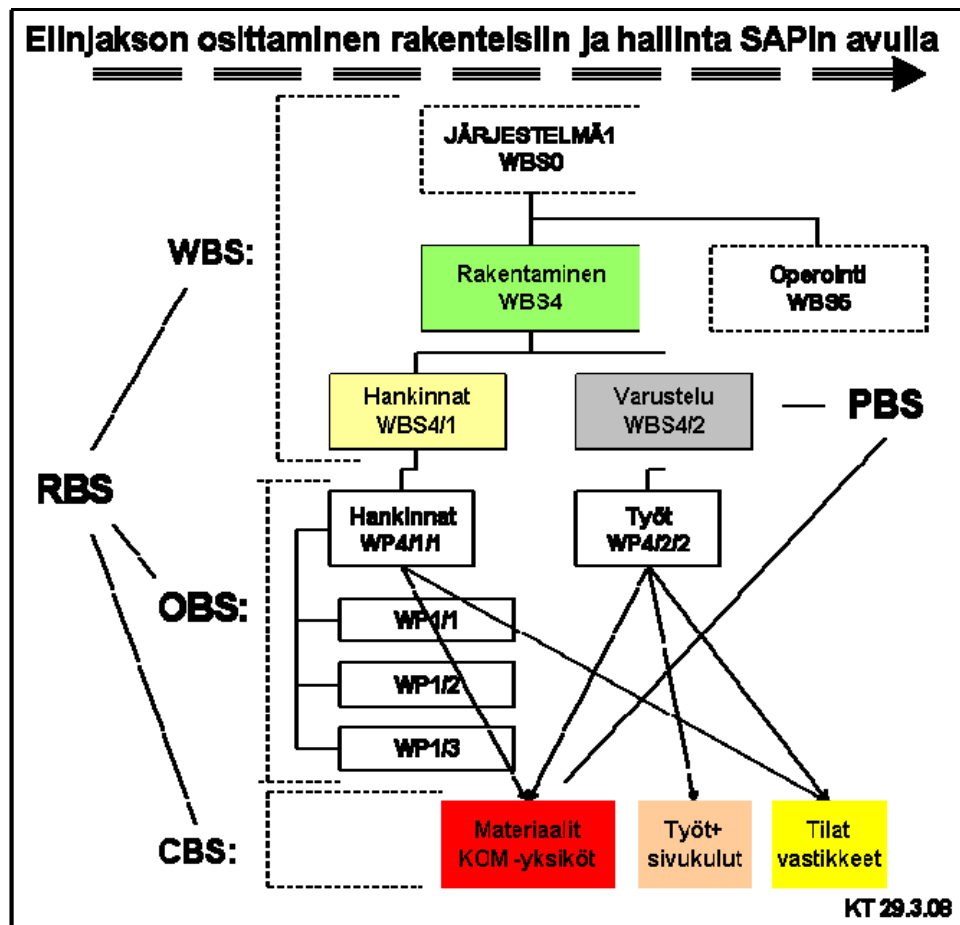 Elinjakson osittaminen rakenteisiin ja hallinta SAPin avulla
JÄRJESTELMÄ1
WBS0
WBS:
Rakentaminen
WBS4
Operointi
WBS5
Hankinnat
WBS4/1
Varustelu
WBS4/2
PBS
RBS
Hankinnat
WP4/1/1
Työt
WP4/2/2
OBS:
WP1/1
WP1/2
WP1/3
CBS:
Materiaalit
KOM -yksiköt
Työt+
sivukulut
Tilat
vastikkeet
KT 29.3.08